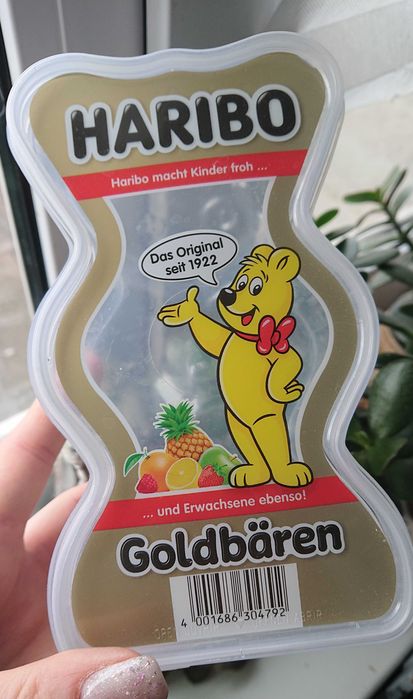 HARIBO
Haribo macht Kinder froh ...
Das Original
seit 1922
... und Erwachsene ebenso!
Goldbären
4 001686 304792